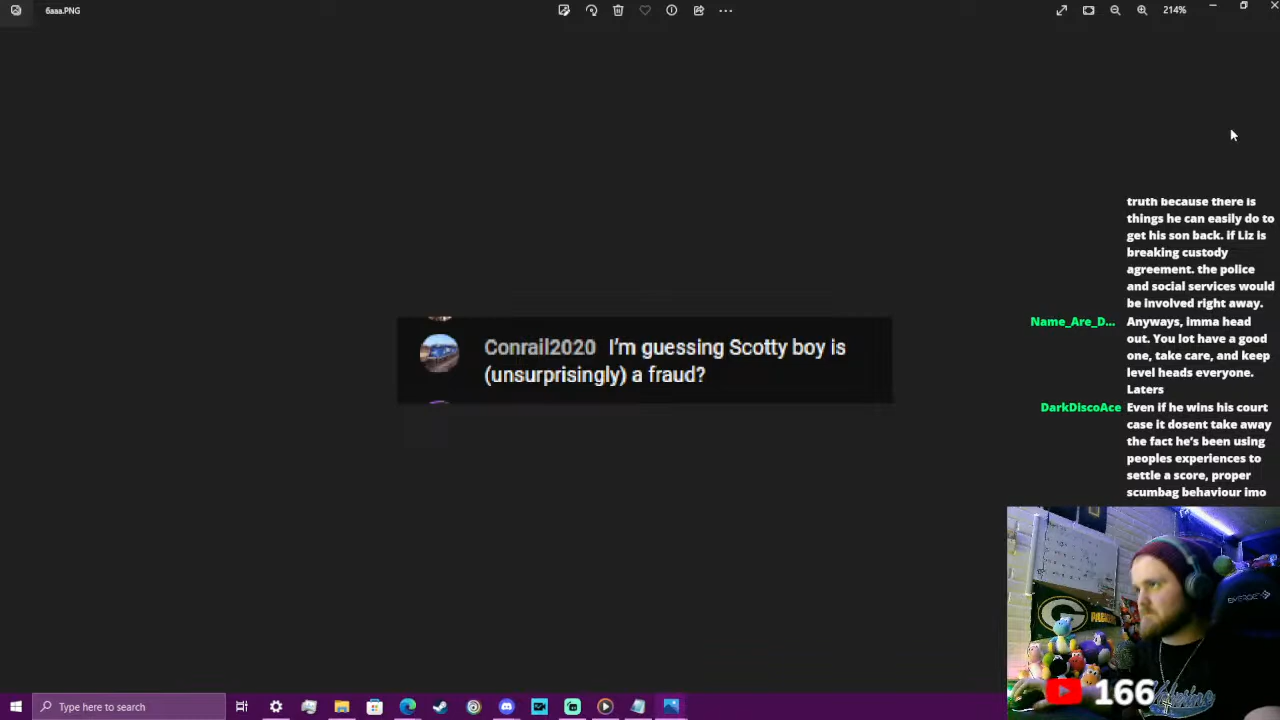 6aaa.PNG
214%
Conrail2020 I'm guessing Scotty boy is
(unsurprisingly) a fraud?
truth because there is
things he can easily do to
get his son back. if Liz is
breaking custody
agreement. the police
and social services would
be involved right away.
Name_Are_D... Anyways, imma head
out. You lot have a good
one, take care, and keep
level heads everyone.
Laters
DarkDiscoAce Even if he wins his court
case it dosent take away
the fact he's been using
peoples experiences to
settle a score, proper
scumbag behaviour imo
G
166
Type here to search